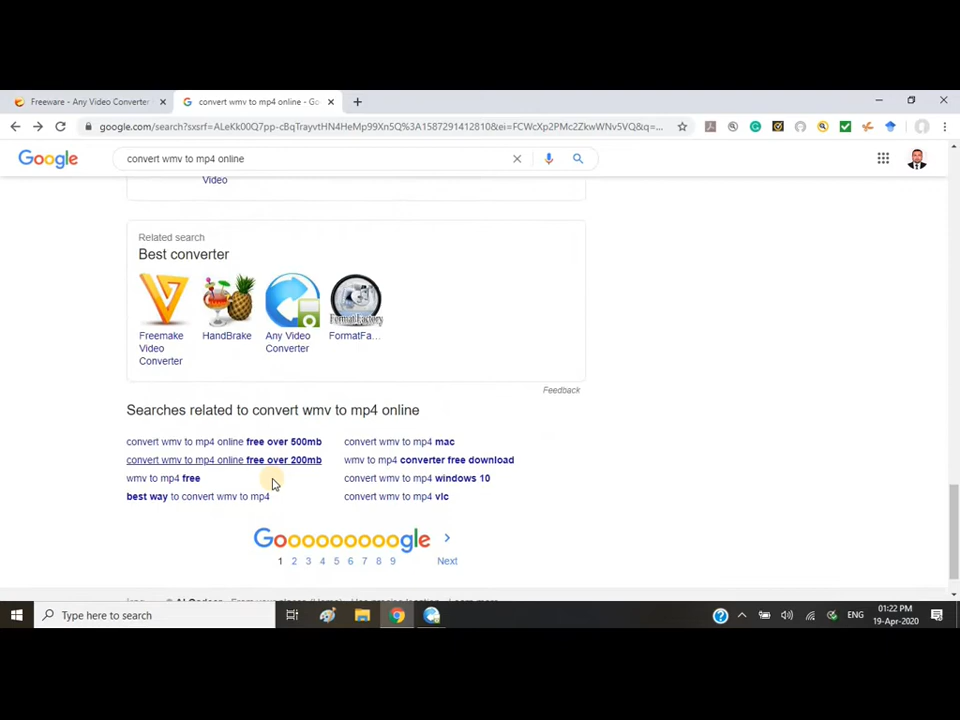 Freeware - Any Video Converter
convert wmv to mp4 online - Go
google.com/search?sxsrf=ALeKk00Q7pp-cBqTrayvtHN4HeMp99Xn5Q%3A1587291412810&ei=FCWcXp2PMc2ZkwWNv5VQ&q=...
Google
convert wmv to mp4 online
Video
Related search
Best converter
Freemake Video Converter
HandBrake
Any Video Converter
FormatFa...
Format Factory
Feedback
Searches related to convert wmv to mp4 online
convert wmv to mp4 online free over 500mb
convert wmv to mp4 mac
convert wmv to mp4 online free over 200mb
wmv to mp4 converter free download
wmv to mp4 free
convert wmv to mp4 windows 10
best way to convert wmv to mp4
convert wmv to mp4 vlc
Goooooooooogle
1 2 3 4 5 6 7 8 9 Next
Type here to search
ENG
01:22 PM
19-Apr-2020